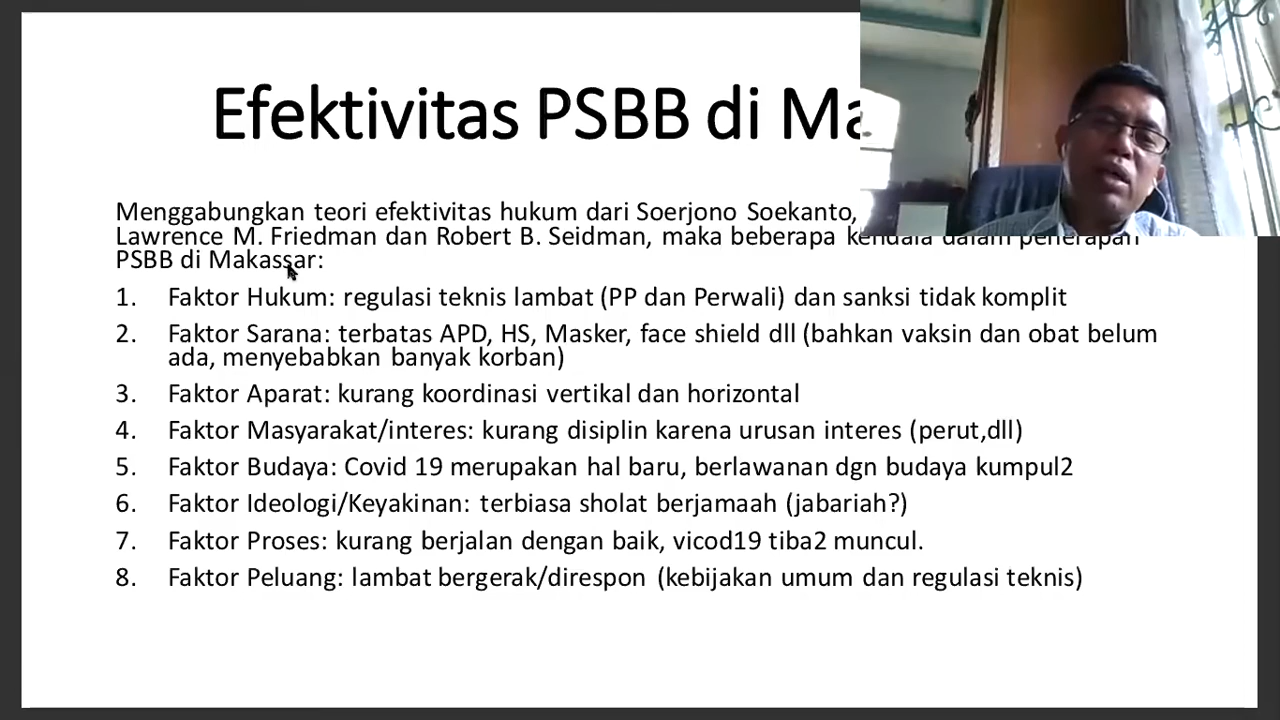 Efektivitas PSBB di Ma
Menggabungkan teori efektivitas hukum dari Soerjono Soekanto,
Lawrence M. Friedman dan Robert B. Seidman, maka beberapa kendala dalam penerapan
PSBB di Makassar:
1. Faktor Hukum: regulasi teknis lambat (PP dan Perwali) dan sanksi tidak komplit
2. Faktor Sarana: terbatas APD, HS, Masker, face shield dll (bahkan vaksin dan obat belum
ada, menyebabkan banyak korban)
3. Faktor Aparat: kurang koordinasi vertikal dan horizontal
4. Faktor Masyarakat/interes: kurang disiplin karena urusan interes (perut,dll)
5. Faktor Budaya: Covid 19 merupakan hal baru, berlawanan dgn budaya kumpul2
6. Faktor Ideologi/Keyakinan: terbiasa sholat berjamaah (jabariah?)
7. Faktor Proses: kurang berjalan dengan baik, vicod19 tiba2 muncul.
8. Faktor Peluang: lambat bergerak/direspon (kebijakan umum dan regulasi teknis)